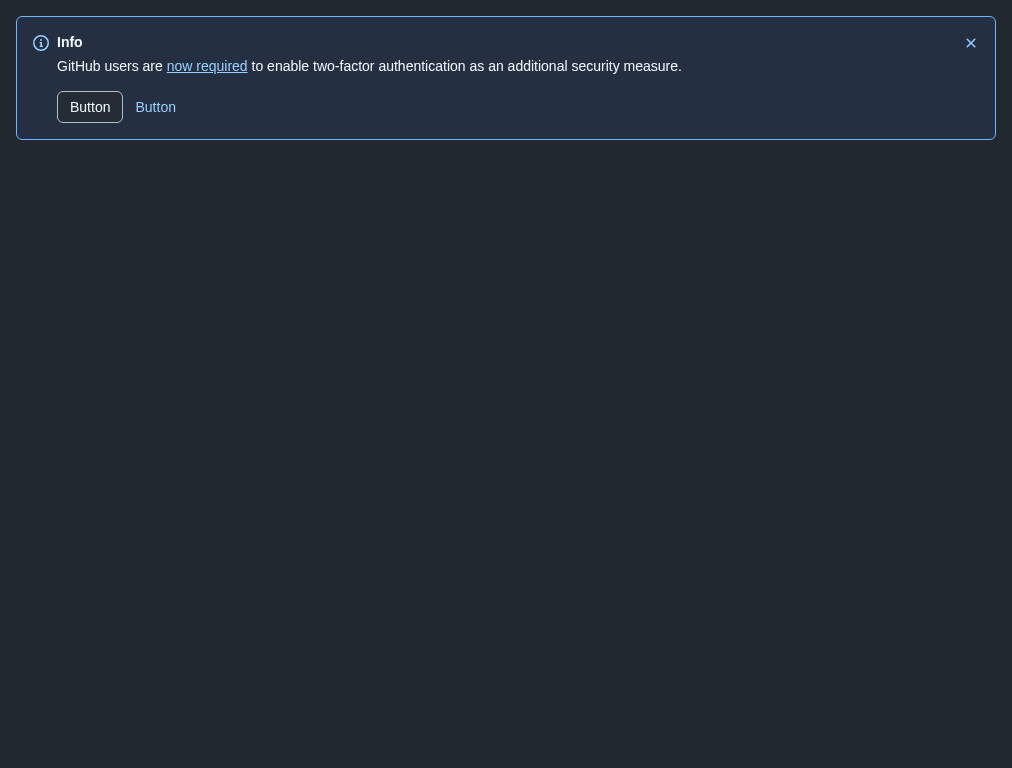 Info
GitHub users are now required to enable two-factor authentication as an additional security measure.
Button Button